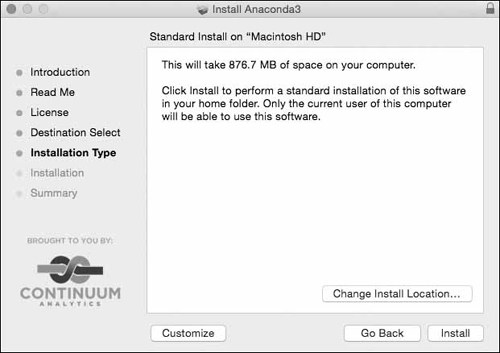 Install Anaconda3
Standard Install on “Macintosh HD”
Introduction
Read Me
License
Destination Select
Installation Type
Installation
Summary
This will take 876.7 MB of space on your computer.
Click Install to perform a standard installation of this software
in your home folder. Only the current user of this computer
will be able to use this software.
Change Install Location...
BROUGHT TO YOU BY:
CONTINUUM
ANALYTICS
Customize
Go Back
Install